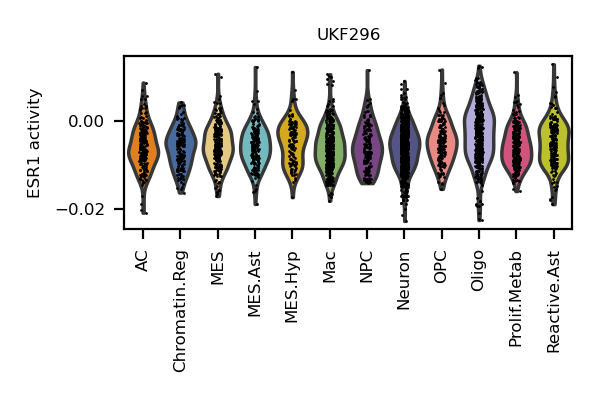 UKF296
ESR1 activity
0.00
−0.02
AC
Chromatin.Reg
MES
MES.Ast
MES.Hyp
Mac
NPC
Neuron
OPC
Oligo
Prolif.Metab
Reactive.Ast